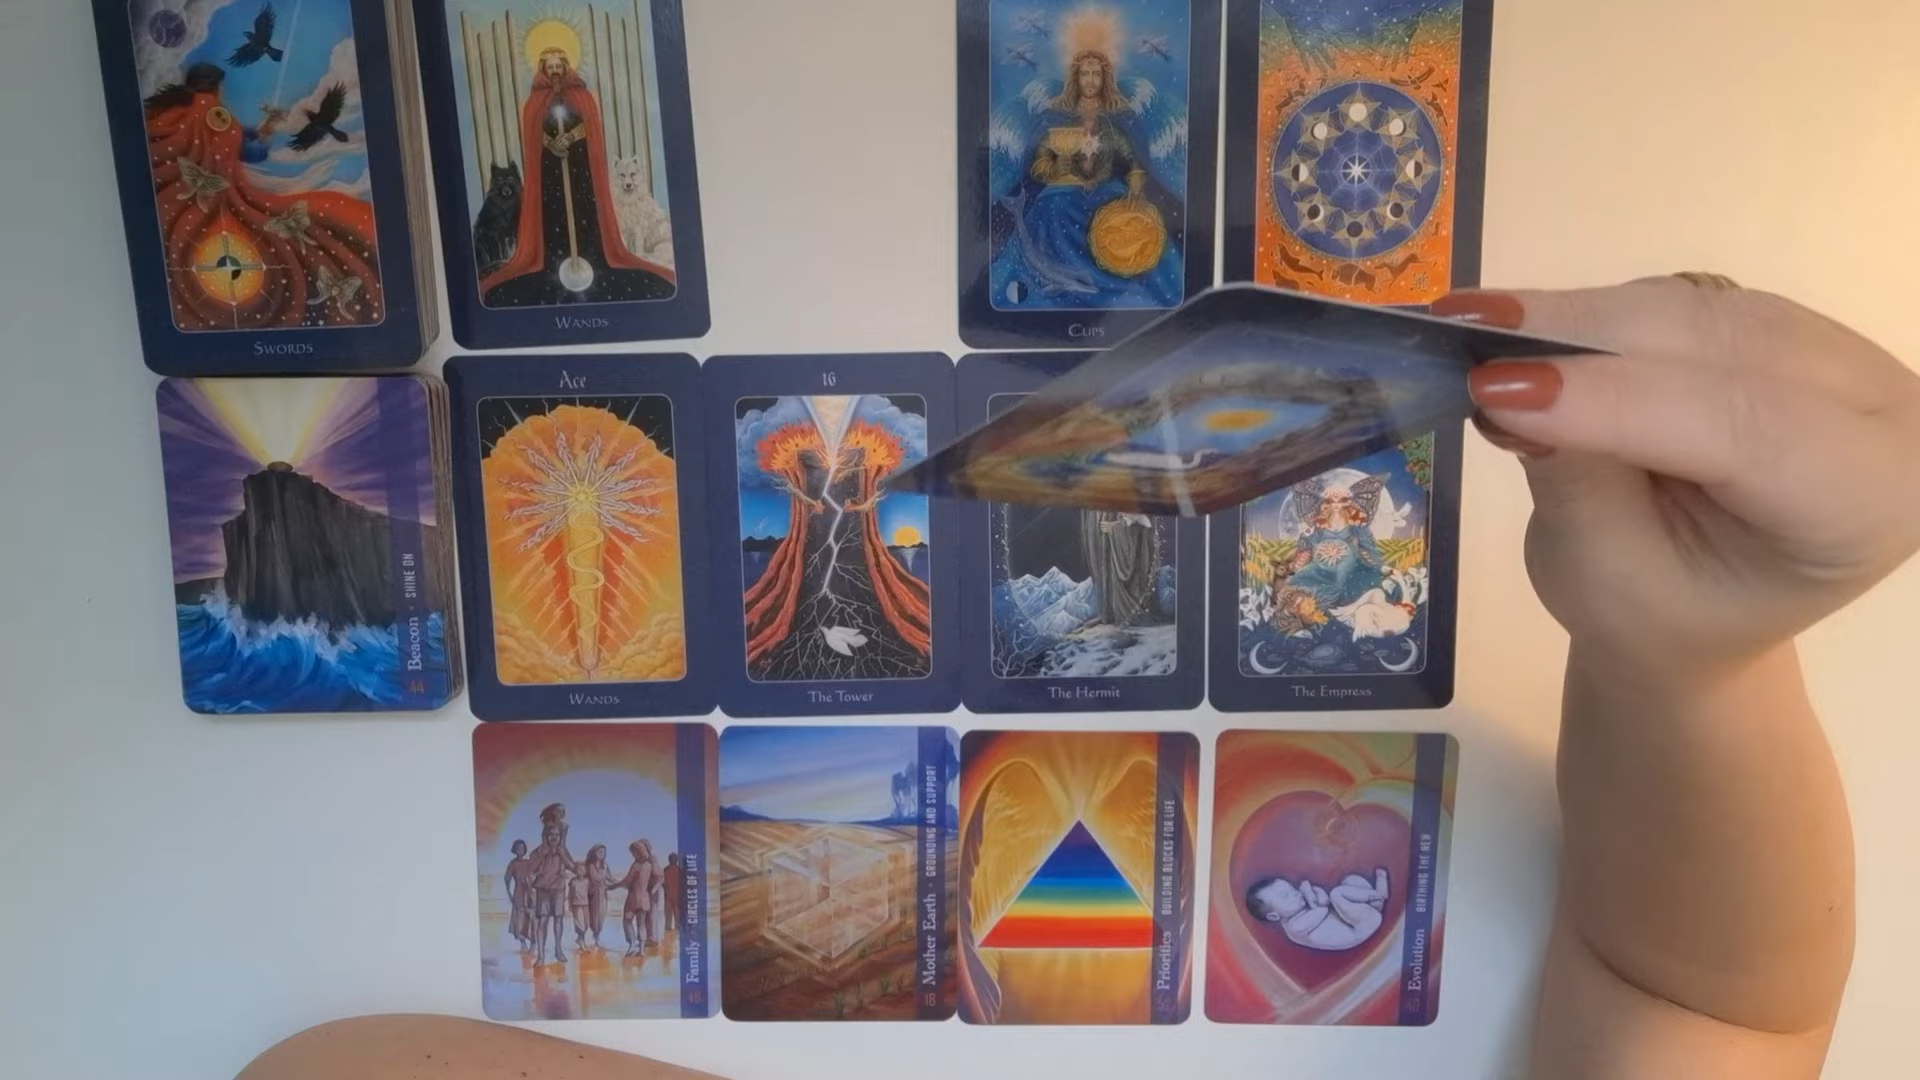 SWORDS
WANDS
CUPS
Ace
16
Beacon • SHINE ON
44
WANDS
The Tower
The Hermit
The Empress
Family • CIRCLES OF LIFE
Mother Earth • GROUNDING AND SUPPORT
18
Priorities BUILDING BLOCKS FOR LIFE
Evolution BIRTHING THE NEW